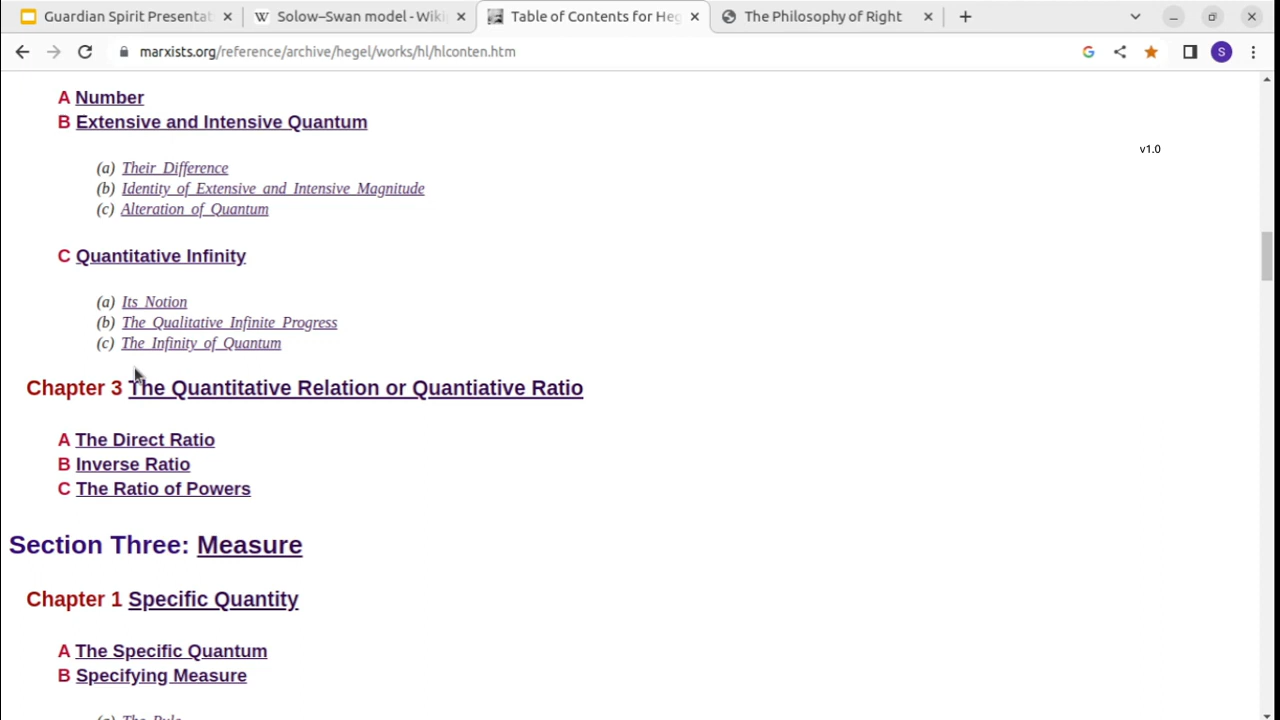 Guardian Spirit Presentat
Solow–Swan model - Wiki
Table of Contents for Heg
The Philosophy of Right
marxists.org/reference/archive/hegel/works/hl/hlconten.htm
S
A Number
B Extensive and Intensive Quantum
v1.0
(a) Their Difference
(b) Identity of Extensive and Intensive Magnitude
(c) Alteration of Quantum
C Quantitative Infinity
(a) Its Notion
(b) The Qualitative Infinite Progress
(c) The Infinity of Quantum
Chapter 3 The Quantitative Relation or Quantiative Ratio
A The Direct Ratio
B Inverse Ratio
C The Ratio of Powers
Section Three: Measure
Chapter 1 Specific Quantity
A The Specific Quantum
B Specifying Measure
(a) The Rule